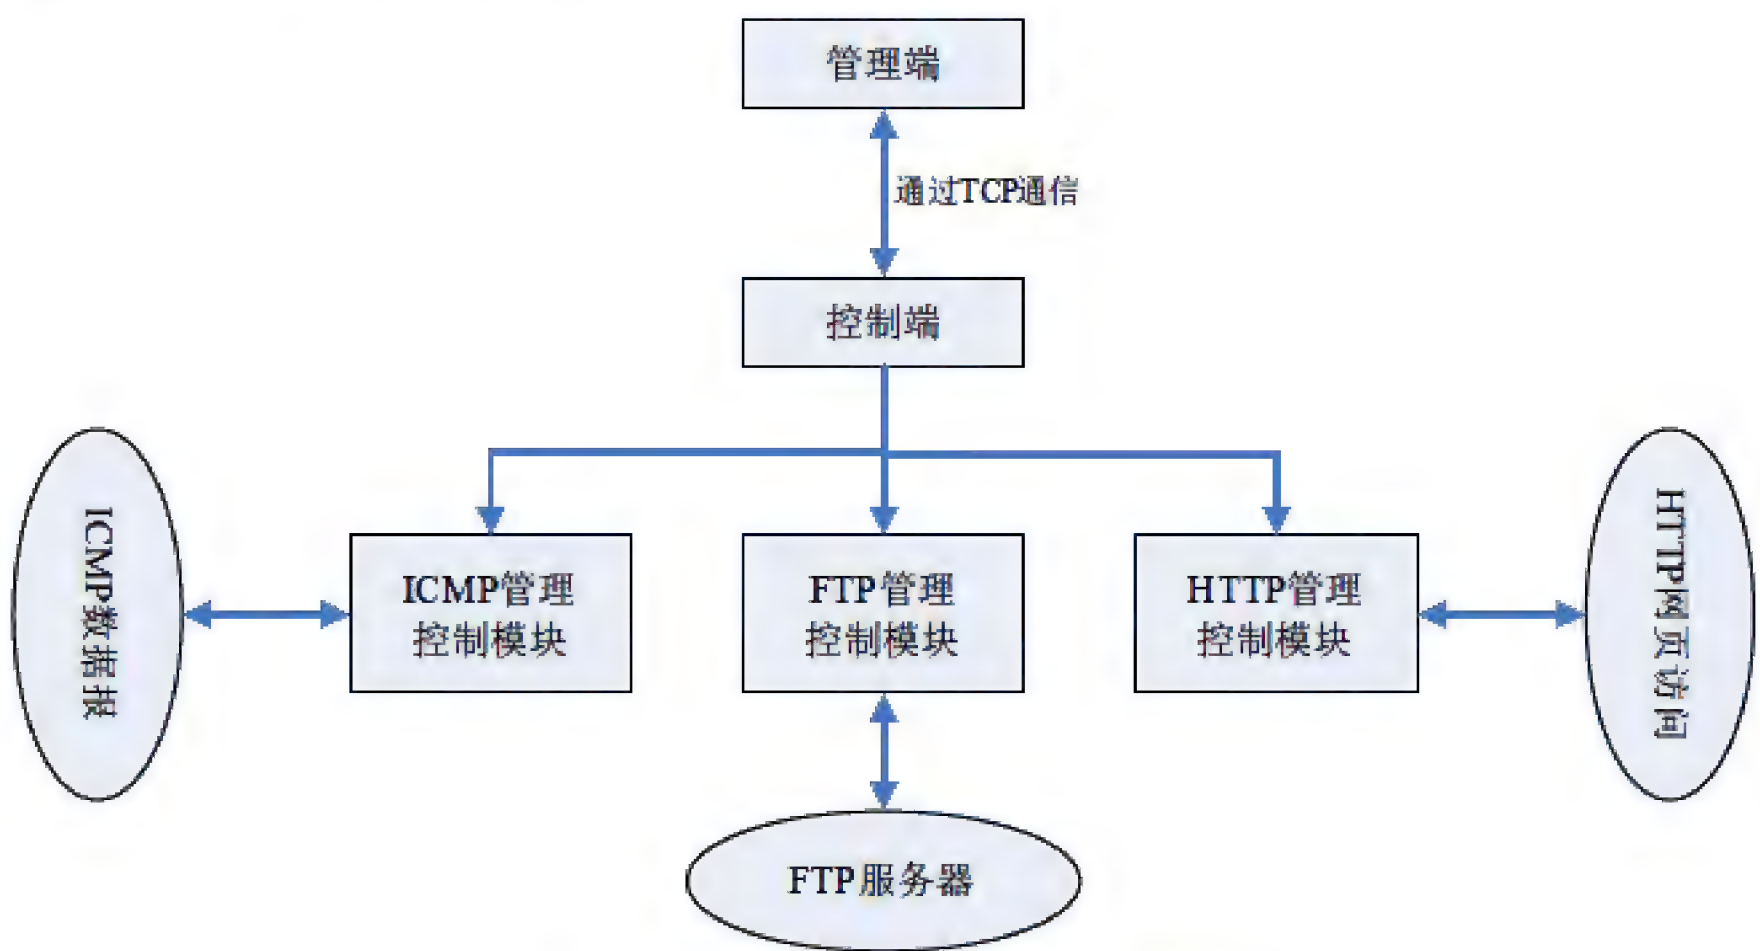 管理端
通过TCP通信
控制端
ICMP数据报
ICMP管理
控制模块
FTP管理
控制模块
HTTP管理
控制模块
HTTP网页访问
FTP服务器